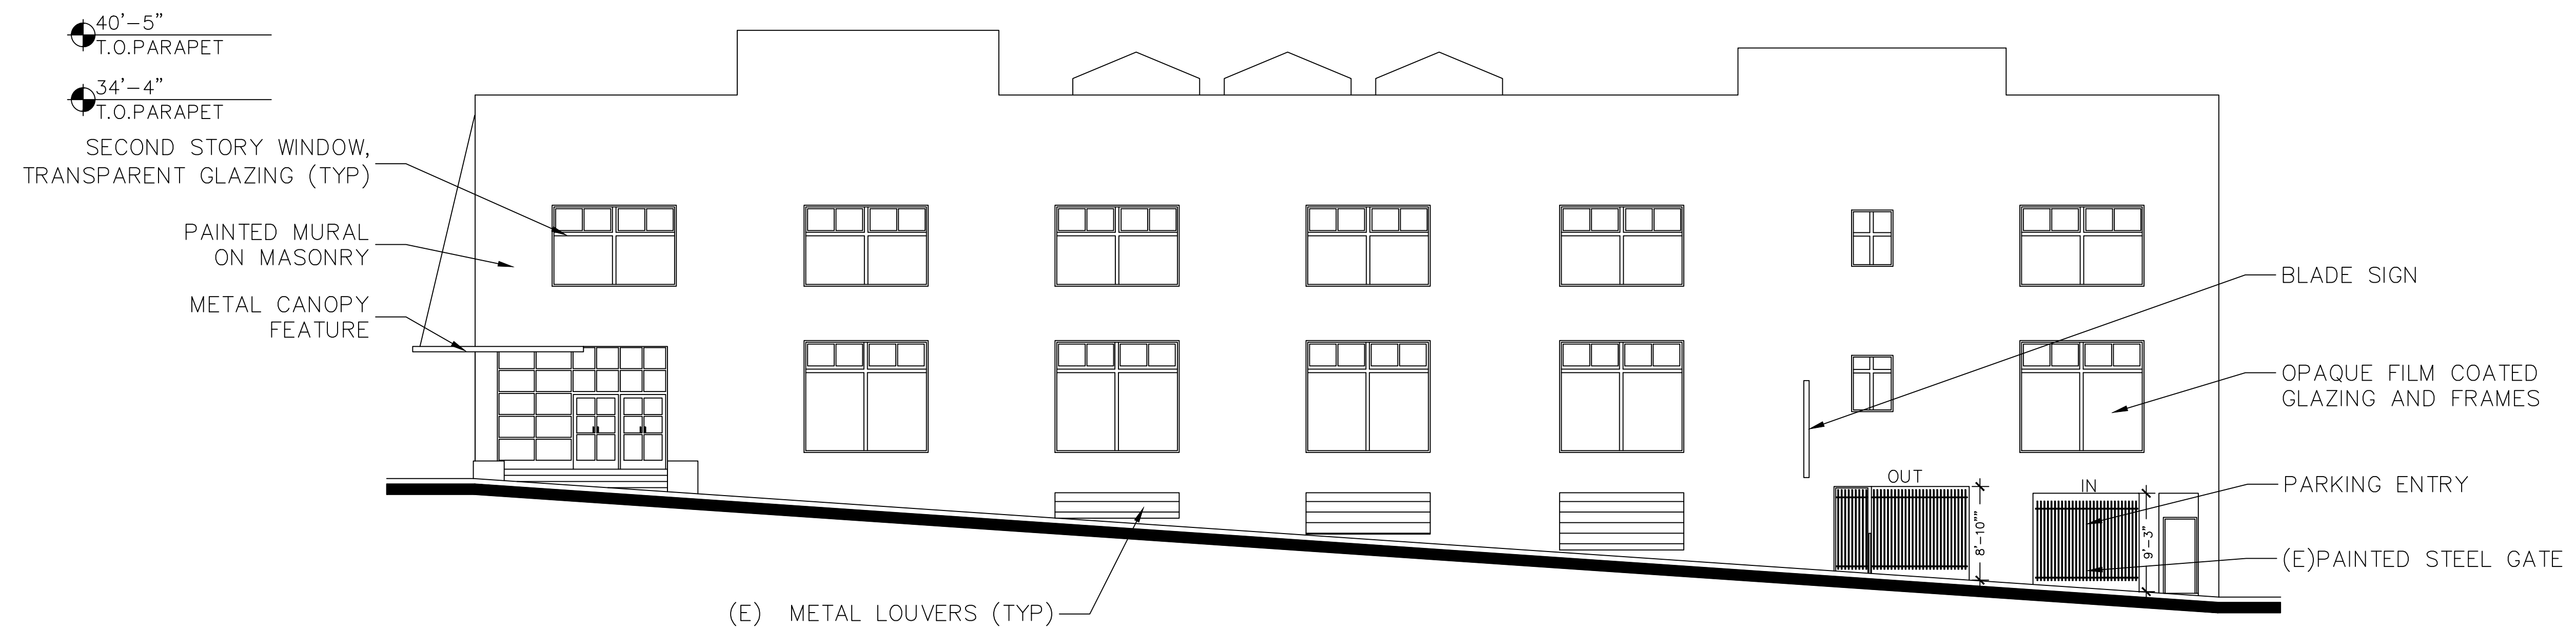 40'-5"
T.O.PARAPET
34'-4"
T.O.PARAPET
SECOND STORY WINDOW,
TRANSPARENT GLAZING (TYP)
PAINTED MURAL
ON MASONRY
METAL CANOPY
FEATURE
(E) METAL LOUVERS (TYP)
BLADE SIGN
OPAQUE FILM COATED
GLAZING AND FRAMES
OUT
8'-10""
IN
9'-3"
PARKING ENTRY
(E)PAINTED STEEL GATE